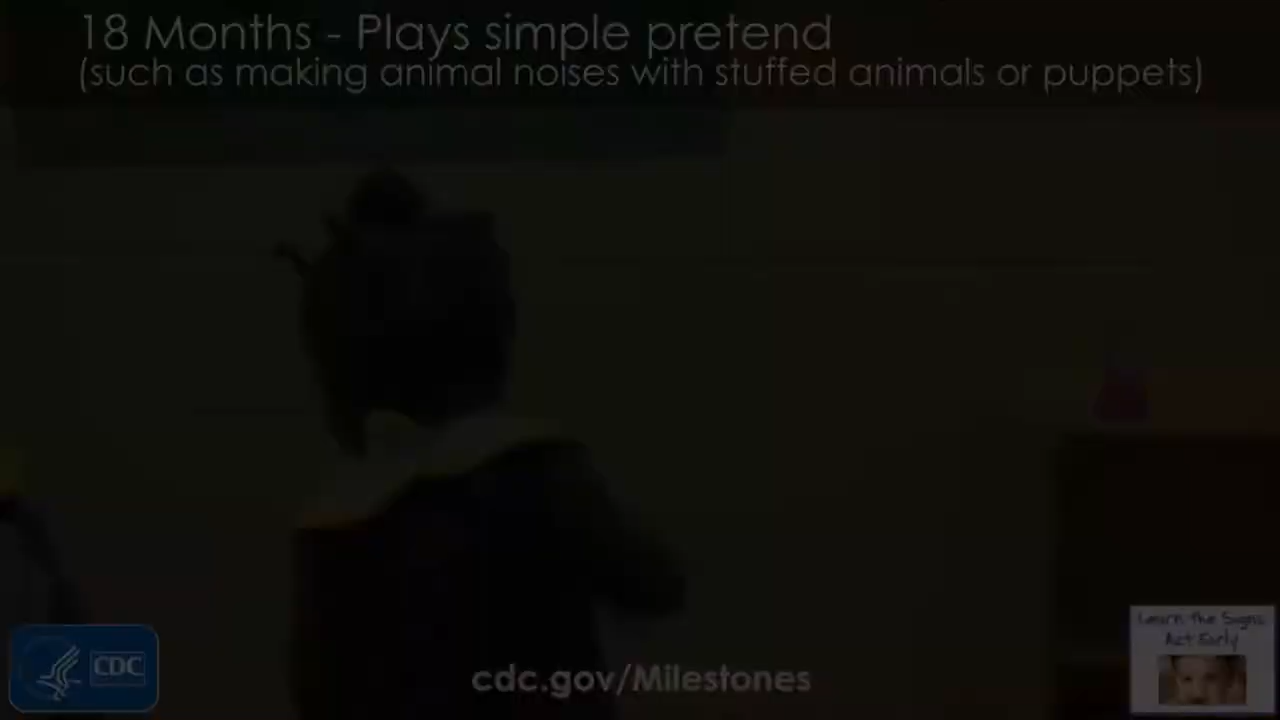 18 Months - Plays simple pretend
(such as making animal noises with stuffed animals or puppets)
CDC
cdc.gov/Milestones
Learn the Signs.
Act Early.